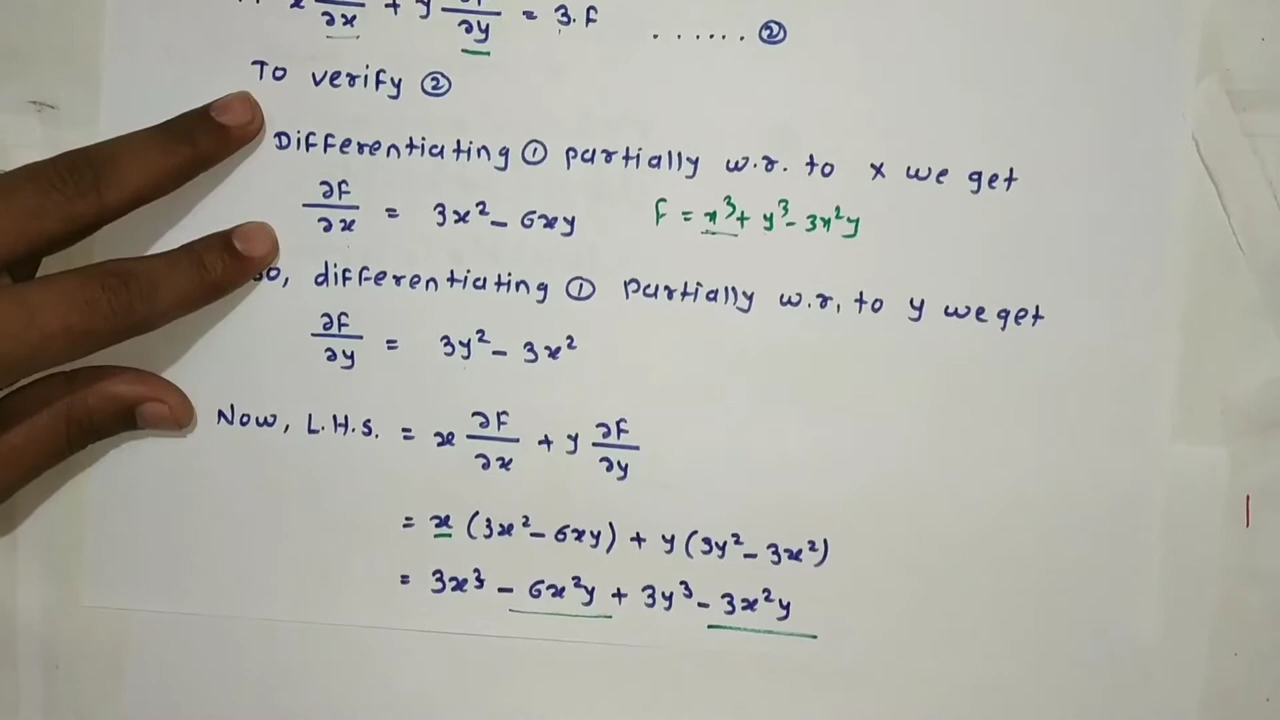 x ∂F/∂x + y ∂F/∂y = 3.F ...... ②
To verify ②
Differentiating ① partially w.r. to x we get
∂F/∂x = 3x² - 6xy F = x³ + y³ - 3x²y
so, differentiating ① partially w.r. to y we get
∂F/∂y = 3y² - 3x²
Now, L.H.S. = x ∂F/∂x + y ∂F/∂y
= x (3x² - 6xy) + y (3y² - 3x²)
= 3x³ - 6x²y + 3y³ - 3x²y